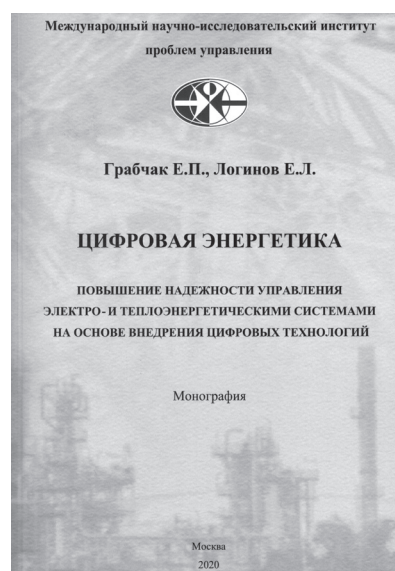 Международный научно-исследовательский институт
проблем управления
Грабчак Е.П., Логинов Е.Л.
ЦИФРОВАЯ ЭНЕРГЕТИКА
ПОВЫШЕНИЕ НАДЕЖНОСТИ УПРАВЛЕНИЯ
ЭЛЕКТРО- И ТЕПЛОЭНЕРГЕТИЧЕСКИМИ СИСТЕМАМИ
НА ОСНОВЕ ВНЕДРЕНИЯ ЦИФРОВЫХ ТЕХНОЛОГИЙ
Монография
Москва
2020